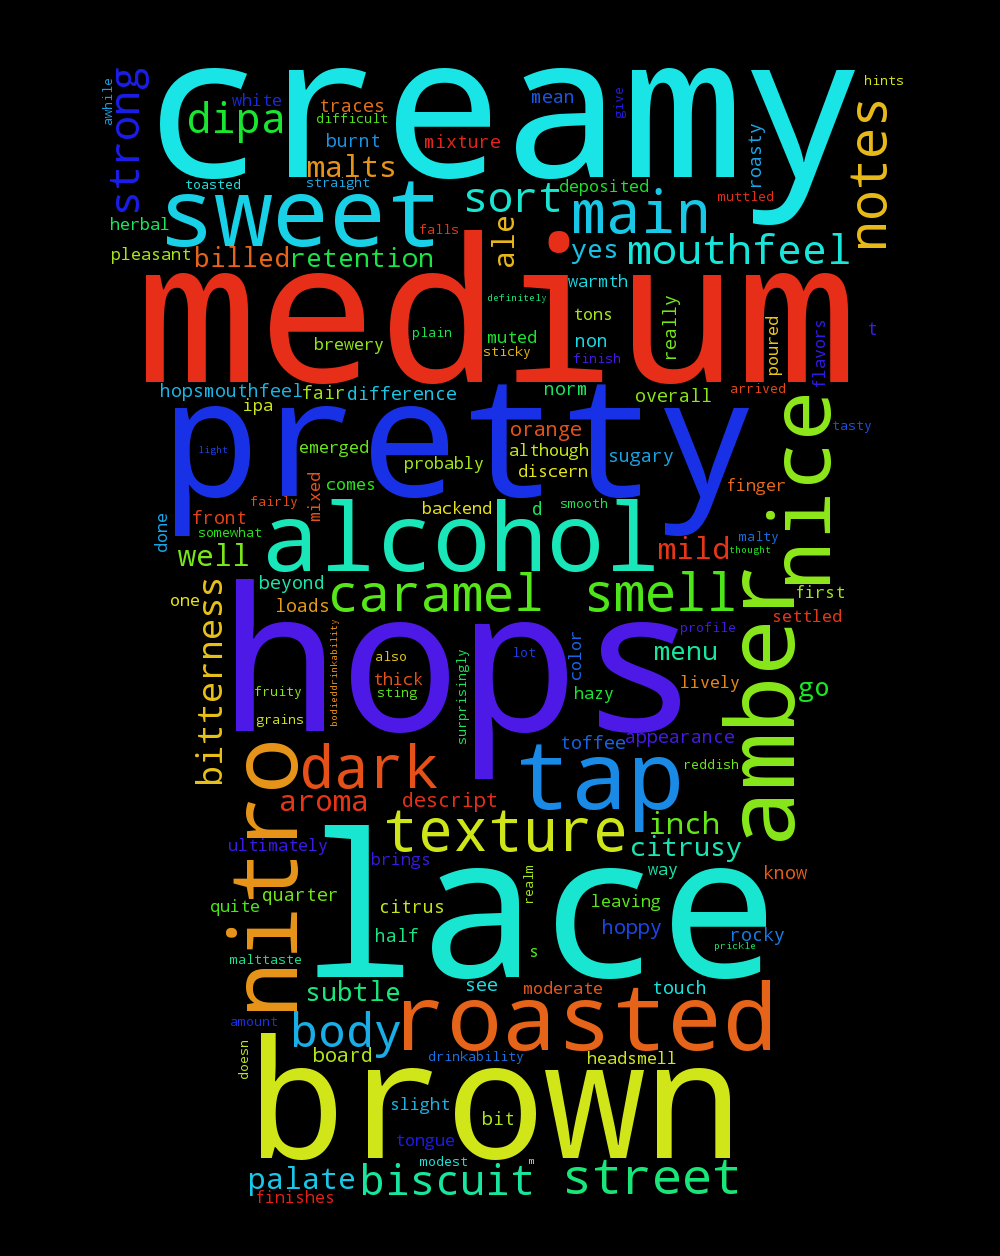 creamy
awhile
strong
dipa
white
traces
difficult
burnt
malts
mixture
mean
give
hints
roasty
notes
toasted
straight
sweet
sort
deposited
main
muttled
herbal
falls
ale
yes
mouthfeel
pleasant
billed
retention
medium
warmth
definitely
tons
really
poured
flavors
t
plain
muted
non
brewery
sticky
finish
hopsmouthfeel
fair
difference
norm
overall
arrived
ipa
pretty
nice
tasty
orange
light
emerged
although
sugary
probably
discern
comes
mixed
finger
fairly
backend
d
smooth
done
front
somewhat
alcohol
well
mild
malty
thought
beyond
caramel
smell
amber
first
one
loads
settled
bitterness
hops
bodieddrinkability
also
surprisingly
lot
color
profile
menu
thick
sting
hazy
lively
go
fruity
grains
nitro
dark
tap
toffee
appearance
reddish
aroma
descript
texture
inch
citrusy
ultimately
brings
lace
way
know
realm
quarter
quite
citrus
leaving
half
hoppy
rocky
s
prickle
malttaste
subtle
see
moderate
touch
roasted
amount
body
doesn
board
drinkability
headsmell
brown
slight
bit
tongue
modest
m
palate
biscuit
street
finishes